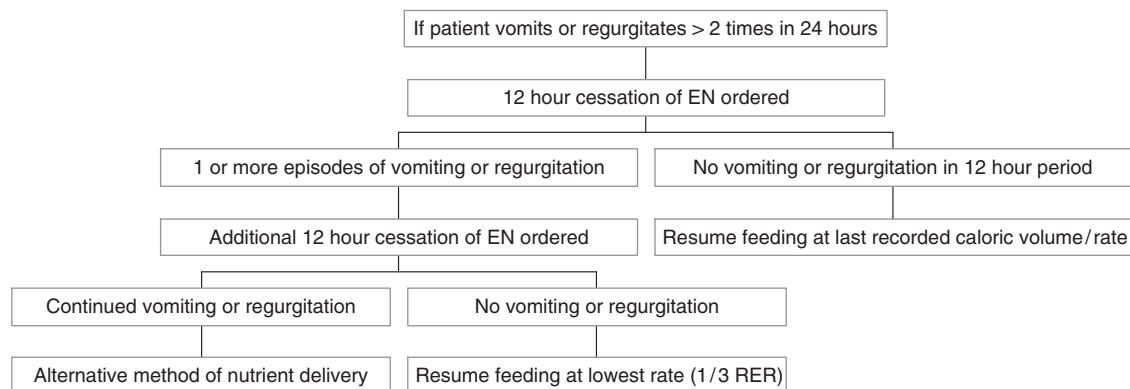 If patient vomits or regurgitates > 2 times in 24 hours
12 hour cessation of EN ordered
1 or more episodes of vomiting or regurgitation
No vomiting or regurgitation in 12 hour period
Additional 12 hour cessation of EN ordered
Resume feeding at last recorded caloric volume/rate
Continued vomiting or regurgitation
No vomiting or regurgitation
Alternative method of nutrient delivery
Resume feeding at lowest rate (1/3 RER)